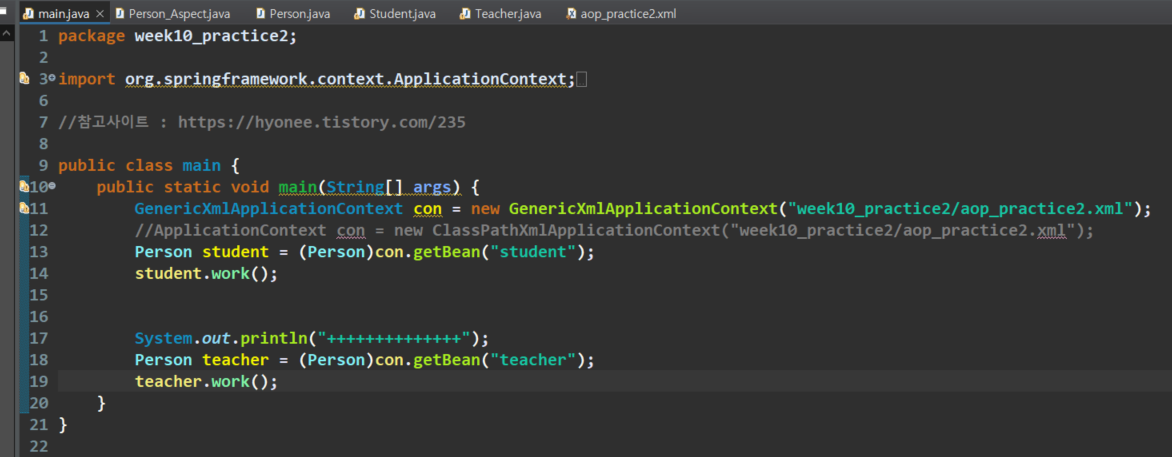 main.java Person_Aspect.java Person.java Student.java Teacher.java aop_practice2.xml
1 package week10_practice2;
2
3 import org.springframework.context.ApplicationContext;
6
7 //참고사이트 : https://hyonee.tistory.com/235
8
9 public class main {
10 public static void main(String[] args) {
11 GenericXmlApplicationContext con = new GenericXmlApplicationContext("week10_practice2/aop_practice2.xml");
12 //ApplicationContext con = new ClassPathXmlApplicationContext("week10_practice2/aop_practice2.xml");
13 Person student = (Person)con.getBean("student");
14 student.work();
15
16
17 System.out.println("++++++++++++++");
18 Person teacher = (Person)con.getBean("teacher");
19 teacher.work();
20 }
21 }
22